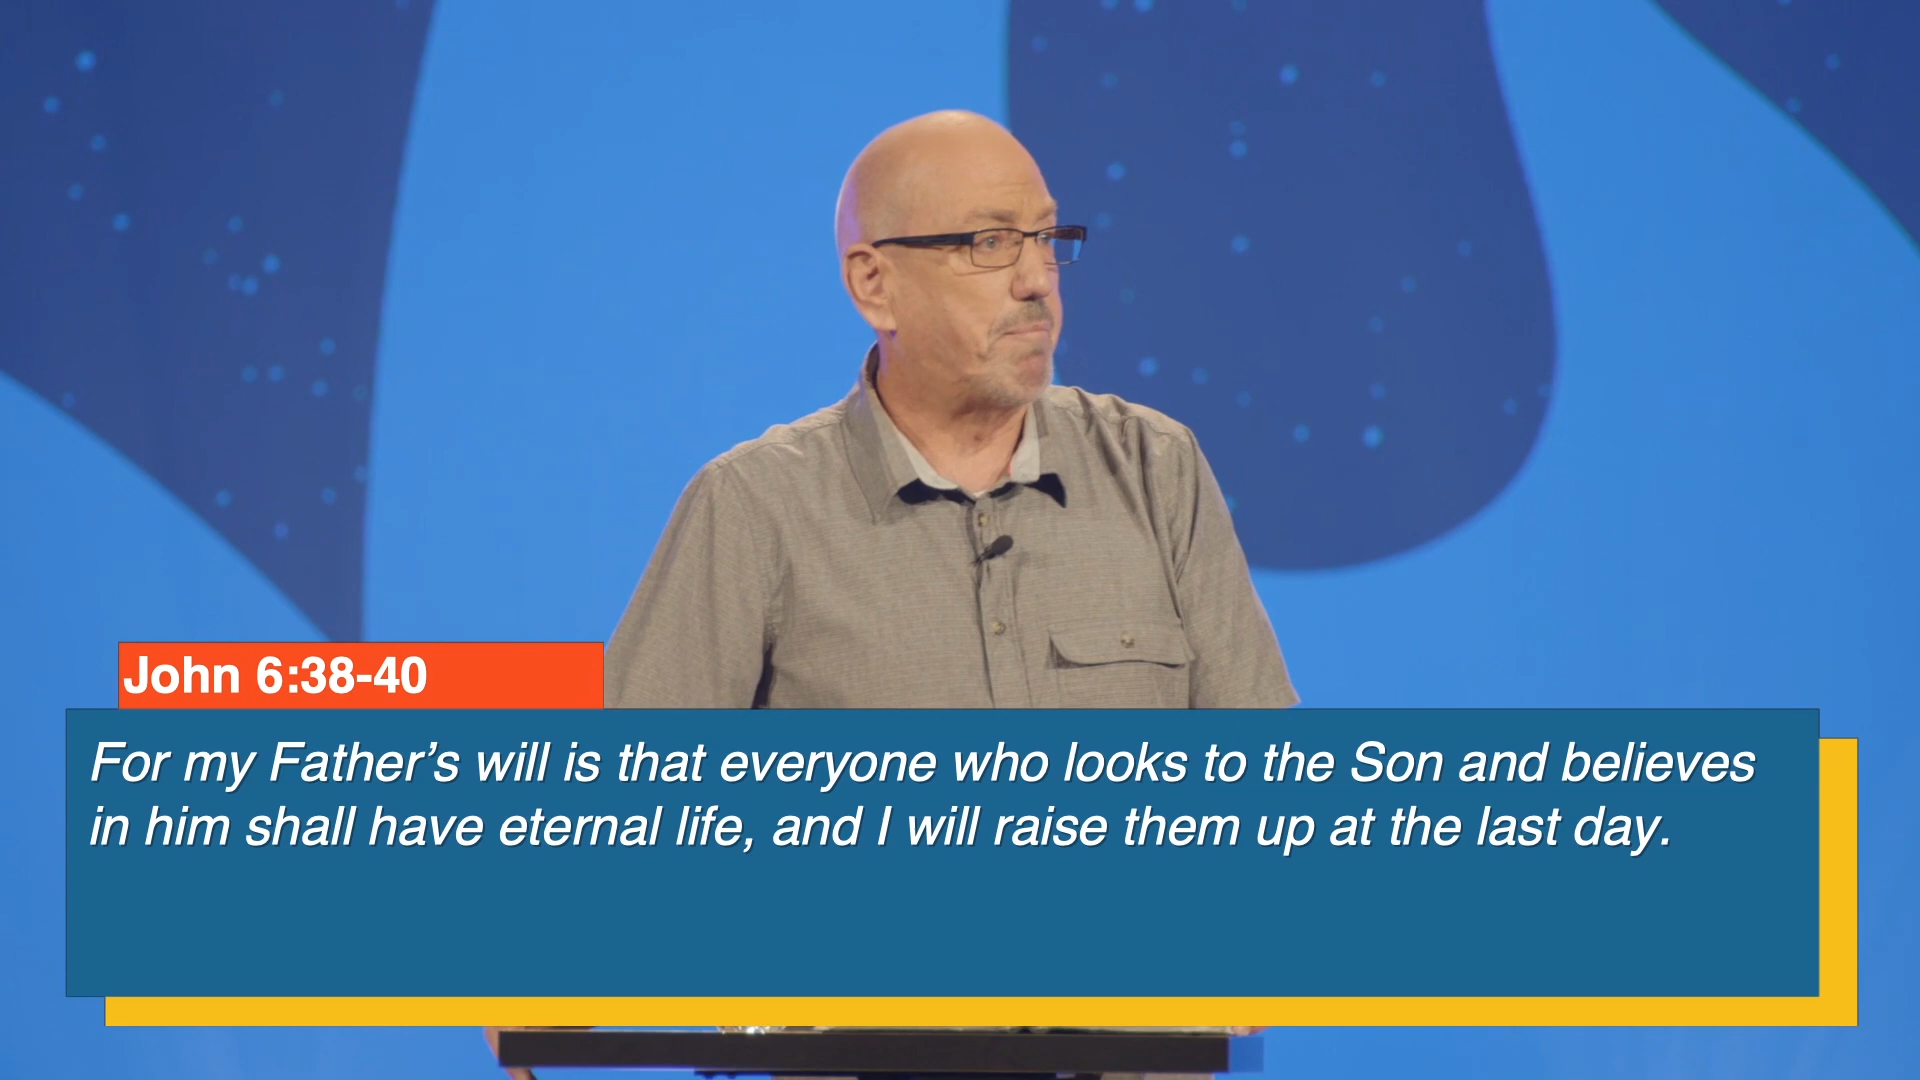 John 6:38-40
For my Father’s will is that everyone who looks to the Son and believes
in him shall have eternal life, and I will raise them up at the last day.